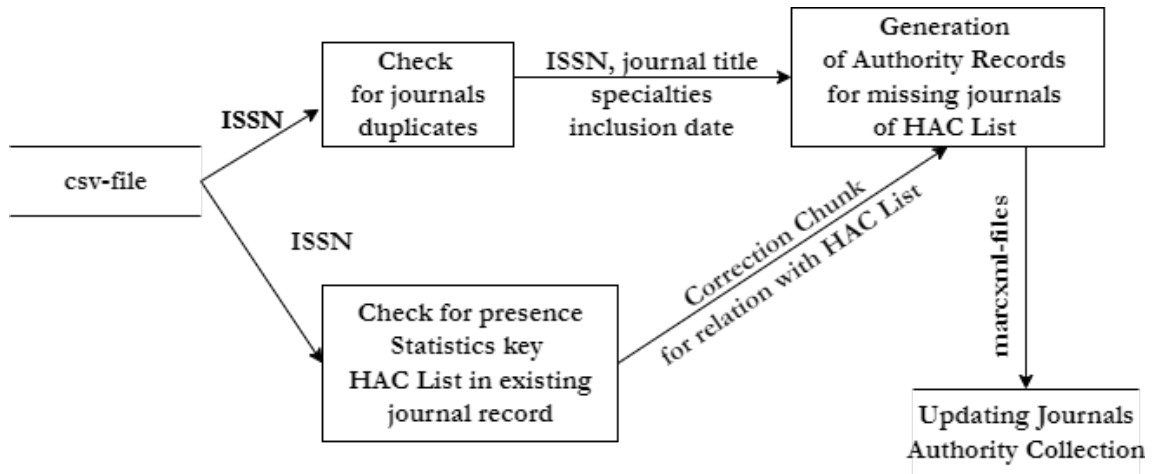 csv-file
ISSN
Check
for journals
duplicates
ISSN, journal title
specialties
inclusion date
Generation
of Authority Records
for missing journals
of HAC List
ISSN
Check for presence
Statistics key
HAC List in existing
journal record
Correction Chunk
for relation with HAC List
marcxml-files
Updating Journals
Authority Collection